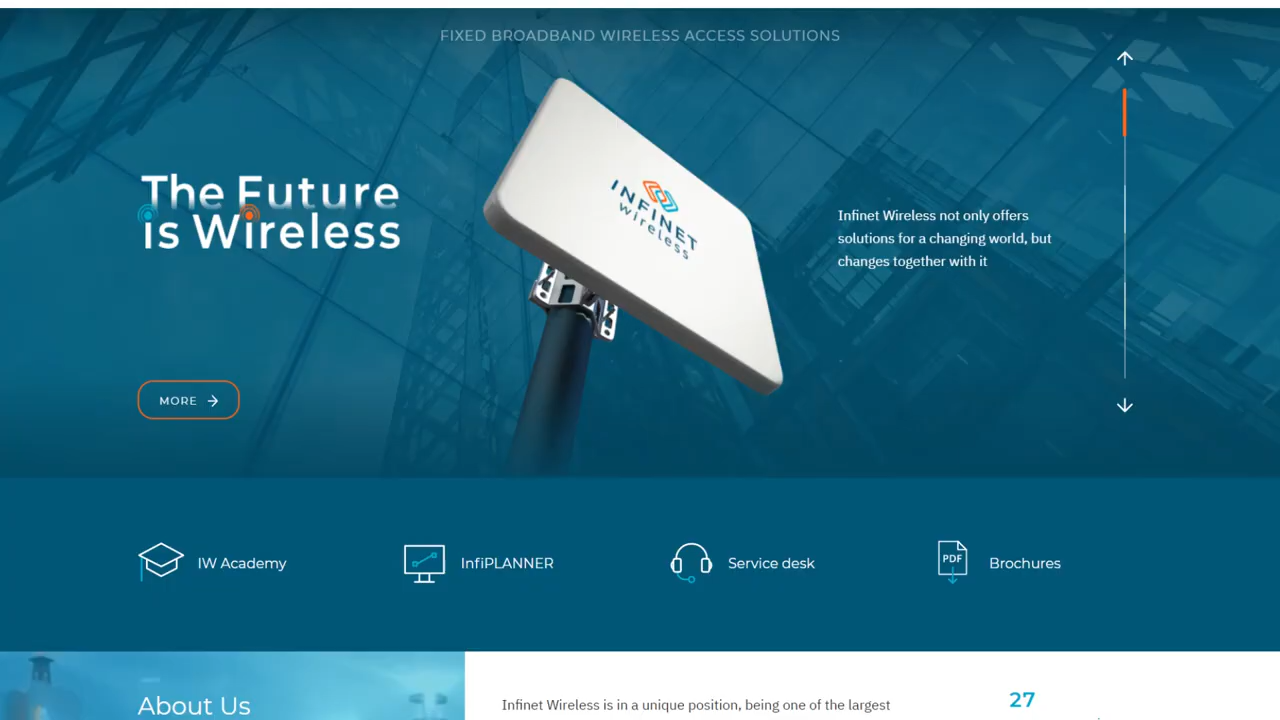 FIXED BROADBAND WIRELESS ACCESS SOLUTIONS
The Future
is Wireless
INFINET
wireless
Infinet Wireless not only offers
solutions for a changing world, but
changes together with it
MORE
IW Academy
InfiPLANNER
Service desk
PDF
Brochures
About Us
Infinet Wireless is in a unique position, being one of the largest
27